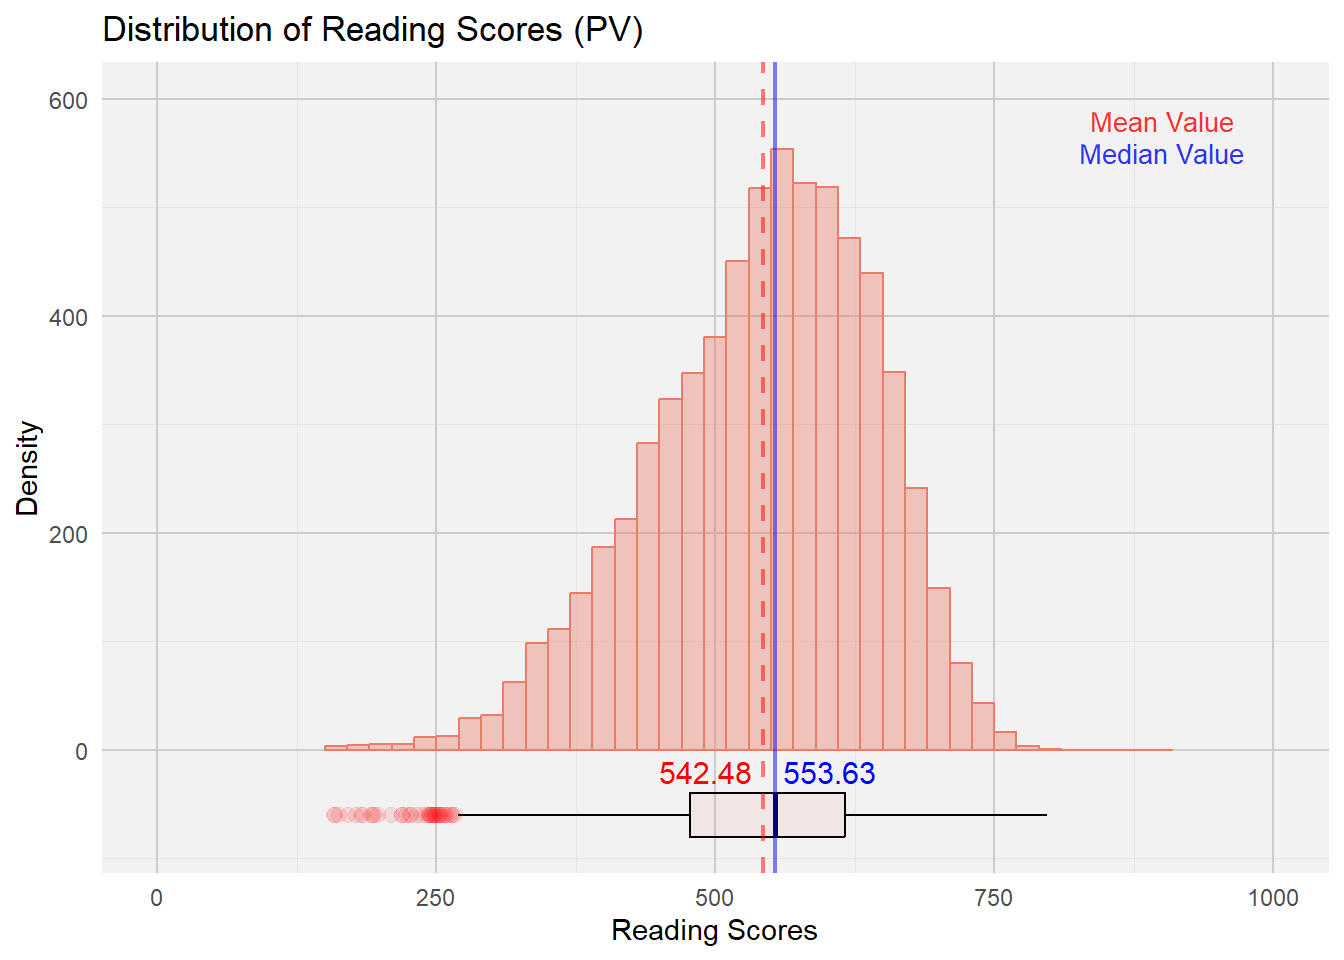 Distribution of Reading Scores (PV)
600
Mean Value
Median Value
400
Density
200
0
542.48 553.63
0 250 500 750 1000
Reading Scores